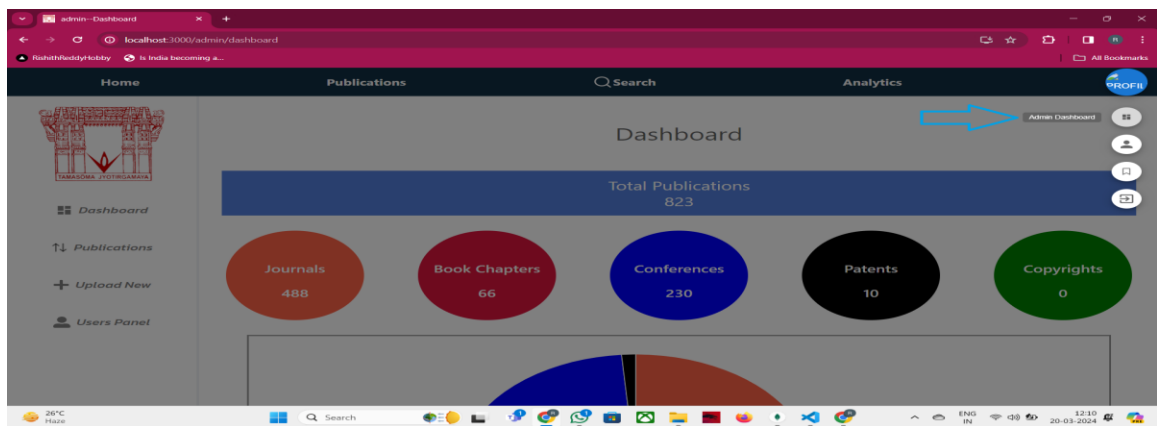 admin--Dashboard
localhost:3000/admin/dashboard
RishithReddyHobby
Is India becoming a...
All Bookmarks
Home
Publications
Search
Analytics
PROFIL
TAMASOMA JYOTIRGAMAYA
Dashboard
Admin Dashboard
Total Publications
823
Dashboard
Publications
Upload New
Users Panel
Journals
488
Book Chapters
66
Conferences
230
Patents
10
Copyrights
0
26°C
Haze
Search
ENG
IN
12:10
20-03-2024